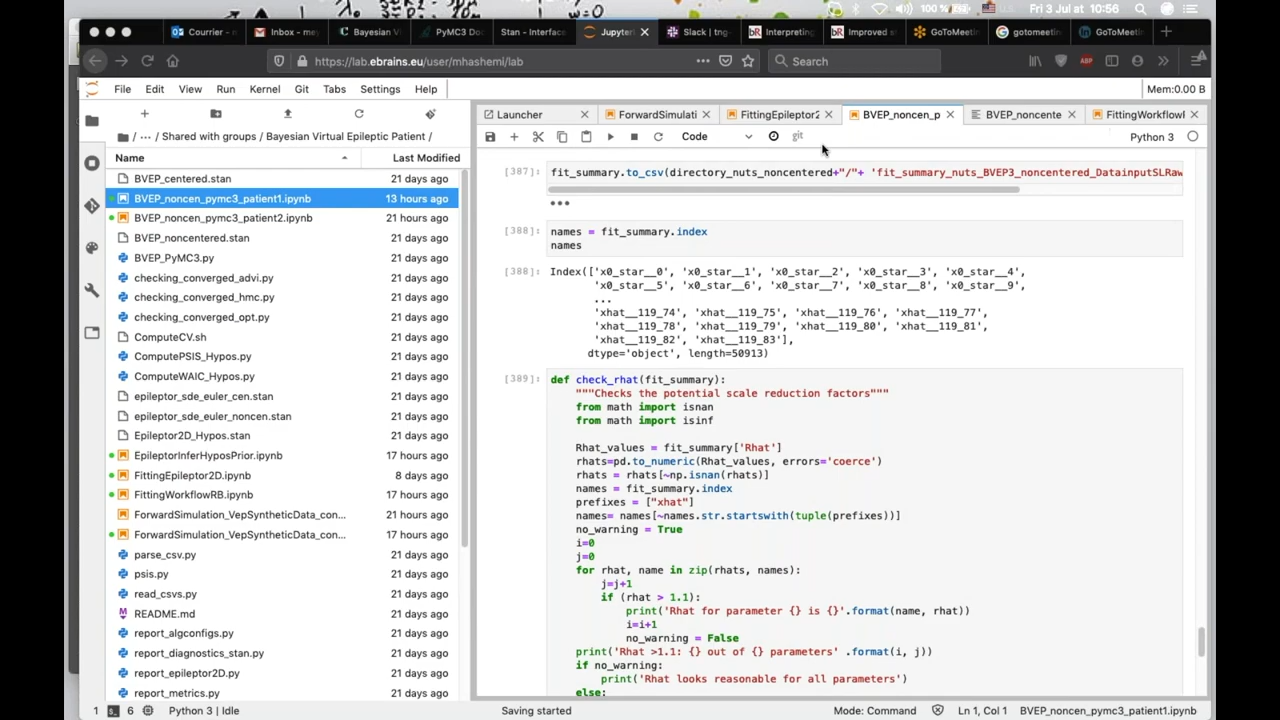 100 %
Fri 3 Jul at 10:56
Courrier -
Inbox - me
Bayesian Vi
PyMC3 Doc
Stan - Interface
Jupyter
Slack | tng
Interpreting
Improved s
GoToMeetin
gotomeetin
GoToMeetin
https://lab.ebrains.eu/user/mhashemi/lab
Search
File Edit View Run Kernel Git Tabs Settings Help
Mem:0.00 B
Launcher
ForwardSimulati
FittingEpileptor2
BVEP_noncen_p
BVEP_noncente
FittingWorkflowF
Code
git
Python 3
/ ··· / Shared with groups / Bayesian Virtual Epileptic Patient /
Name Last Modified
BVEP_centered.stan 21 days ago
BVEP_noncen_pymc3_patient1.ipynb 13 hours ago
BVEP_noncen_pymc3_patient2.ipynb 21 hours ago
BVEP_noncentered.stan 21 days ago
BVEP_PyMC3.py 21 days ago
checking_converged_advi.py 21 days ago
checking_converged_hmc.py 21 days ago
checking_converged_opt.py 21 days ago
ComputeCV.sh 21 days ago
ComputePSIS_Hypos.py 21 days ago
ComputeWAIC_Hypos.py 21 days ago
epileptor_sde_euler_cen.stan 21 days ago
epileptor_sde_euler_noncen.stan 21 days ago
Epileptor2D_Hypos.stan 21 days ago
EpileptorInferHyposPrior.ipynb 17 hours ago
FittingEpileptor2D.ipynb 8 days ago
FittingWorkflowRB.ipynb 17 hours ago
ForwardSimulation_VepSyntheticData_con... 21 hours ago
ForwardSimulation_VepSyntheticData_con... 17 hours ago
parse_csv.py 21 days ago
psis.py 21 days ago
read_csvs.py 21 days ago
README.md 21 days ago
report_algconfigs.py 21 days ago
report_diagnostics_stan.py 21 days ago
report_epileptor2D.py 21 days ago
report_metrics.py 21 days ago
[387]: fit_summary.to_csv(directory_nuts_noncentered+"/"+ 'fit_summary_nuts_BVEP3_noncentered_DatainputSLRaw
•••
[388]: names = fit_summary.index
names
[388]: Index(['x0_star__0', 'x0_star__1', 'x0_star__2', 'x0_star__3', 'x0_star__4',
'x0_star__5', 'x0_star__6', 'x0_star__7', 'x0_star__8', 'x0_star__9',
...
'xhat__119_74', 'xhat__119_75', 'xhat__119_76', 'xhat__119_77',
'xhat__119_78', 'xhat__119_79', 'xhat__119_80', 'xhat__119_81',
'xhat__119_82', 'xhat__119_83'],
dtype='object', length=50913)
[389]: def check_rhat(fit_summary):
"""Checks the potential scale reduction factors"""
from math import isnan
from math import isinf
Rhat_values = fit_summary['Rhat']
rhats=pd.to_numeric(Rhat_values, errors='coerce')
rhats = rhats[~np.isnan(rhats)]
names = fit_summary.index
prefixes = ["xhat"]
names= names[~names.str.startswith(tuple(prefixes))]
no_warning = True
i=0
j=0
for rhat, name in zip(rhats, names):
j=j+1
if (rhat > 1.1):
print('Rhat for parameter {} is {}'.format(name, rhat))
i=i+1
no_warning = False
print('Rhat >1.1: {} out of {} parameters' .format(i, j))
if no_warning:
print('Rhat looks reasonable for all parameters')
else:
1 6 Python 3 | Idle
Saving started
Mode: Command
Ln 1, Col 1
BVEP_noncen_pymc3_patient1.ipynb